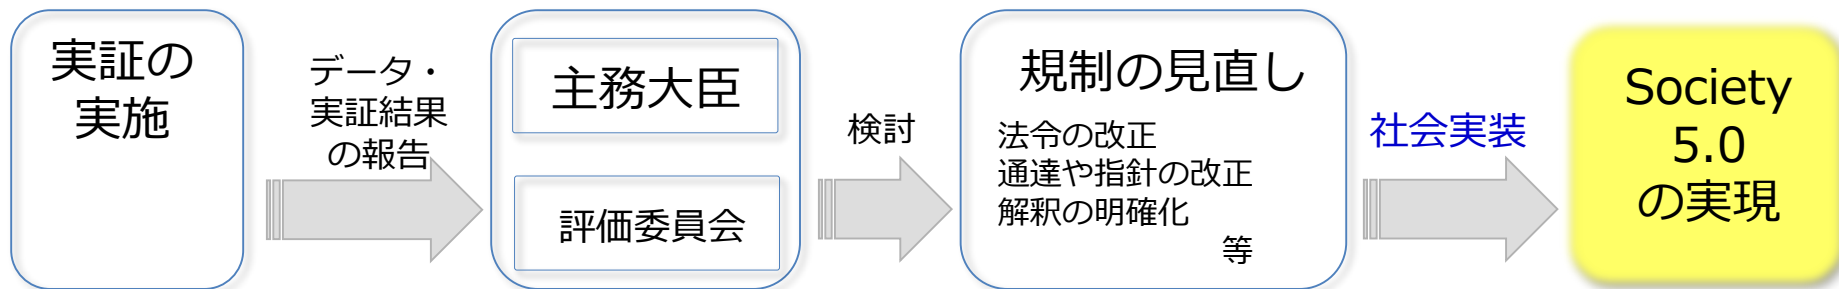 実証の
実施
データ・
実証結果
の報告
主務大臣
評価委員会
検討
規制の見直し
法令の改正
通達や指針の改正
解釈の明確化
等
社会実装
Society
5.0
の実現